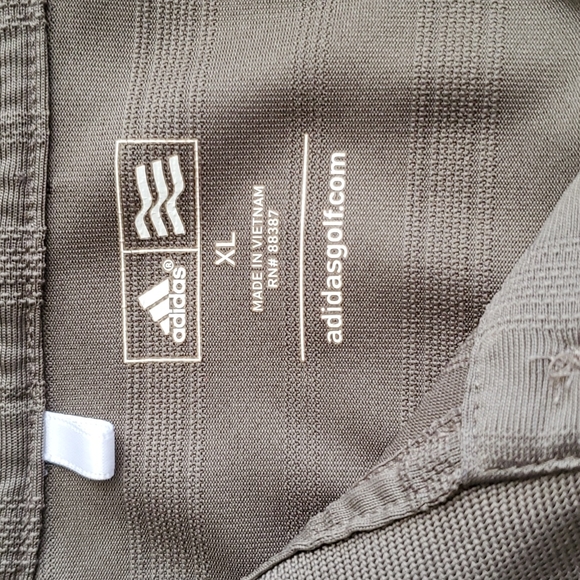 adidas®
XL
MADE IN VIETNAM
RN# 88387
adidasgolf.com